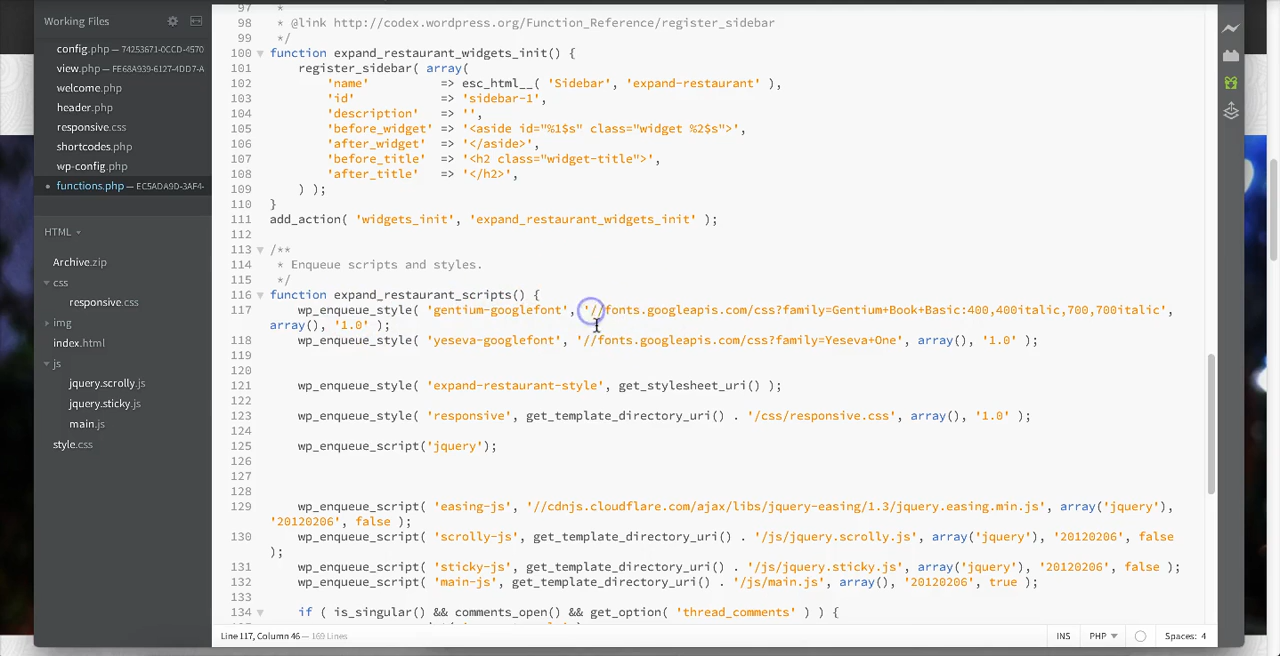 Working Files
config.php — 74253671-0CCD-4570
view.php — FE68A939-6127-4DD7-A
welcome.php
header.php
responsive.css
shortcodes.php
wp-config.php
functions.php — EC5ADA9D-3AF4-
HTML
Archive.zip
css
responsive.css
img
index.html
js
jquery.scrolly.js
jquery.sticky.js
main.js
style.css
97 *
98 * @link http://codex.wordpress.org/Function_Reference/register_sidebar
99 */
100 function expand_restaurant_widgets_init() {
101 register_sidebar( array(
102 'name' => esc_html__( 'Sidebar', 'expand-restaurant' ),
103 'id' => 'sidebar-1',
104 'description' => '',
105 'before_widget' => '<aside id="%1$s" class="widget %2$s">',
106 'after_widget' => '</aside>',
107 'before_title' => '<h2 class="widget-title">',
108 'after_title' => '</h2>',
109 ) );
110 }
111 add_action( 'widgets_init', 'expand_restaurant_widgets_init' );
112
113 /**
114 * Enqueue scripts and styles.
115 */
116 function expand_restaurant_scripts() {
117 wp_enqueue_style( 'gentium-googlefont', '//fonts.googleapis.com/css?family=Gentium+Book+Basic:400,400italic,700,700italic',
array(), '1.0' );
118 wp_enqueue_style( 'yeseva-googlefont', '//fonts.googleapis.com/css?family=Yeseva+One', array(), '1.0' );
119
120
121 wp_enqueue_style( 'expand-restaurant-style', get_stylesheet_uri() );
122
123 wp_enqueue_style( 'responsive', get_template_directory_uri() . '/css/responsive.css', array(), '1.0' );
124
125 wp_enqueue_script('jquery');
126
127
128
129 wp_enqueue_script( 'easing-js', '//cdnjs.cloudflare.com/ajax/libs/jquery-easing/1.3/jquery.easing.min.js', array('jquery'),
'20120206', false );
130 wp_enqueue_script( 'scrolly-js', get_template_directory_uri() . '/js/jquery.scrolly.js', array('jquery'), '20120206', false
);
131 wp_enqueue_script( 'sticky-js', get_template_directory_uri() . '/js/jquery.sticky.js', array('jquery'), '20120206', false );
132 wp_enqueue_script( 'main-js', get_template_directory_uri() . '/js/main.js', array(), '20120206', true );
133
134 if ( is_singular() && comments_open() && get_option( 'thread_comments' ) ) {
Line 117, Column 46 — 169 Lines
INS
PHP
Spaces: 4